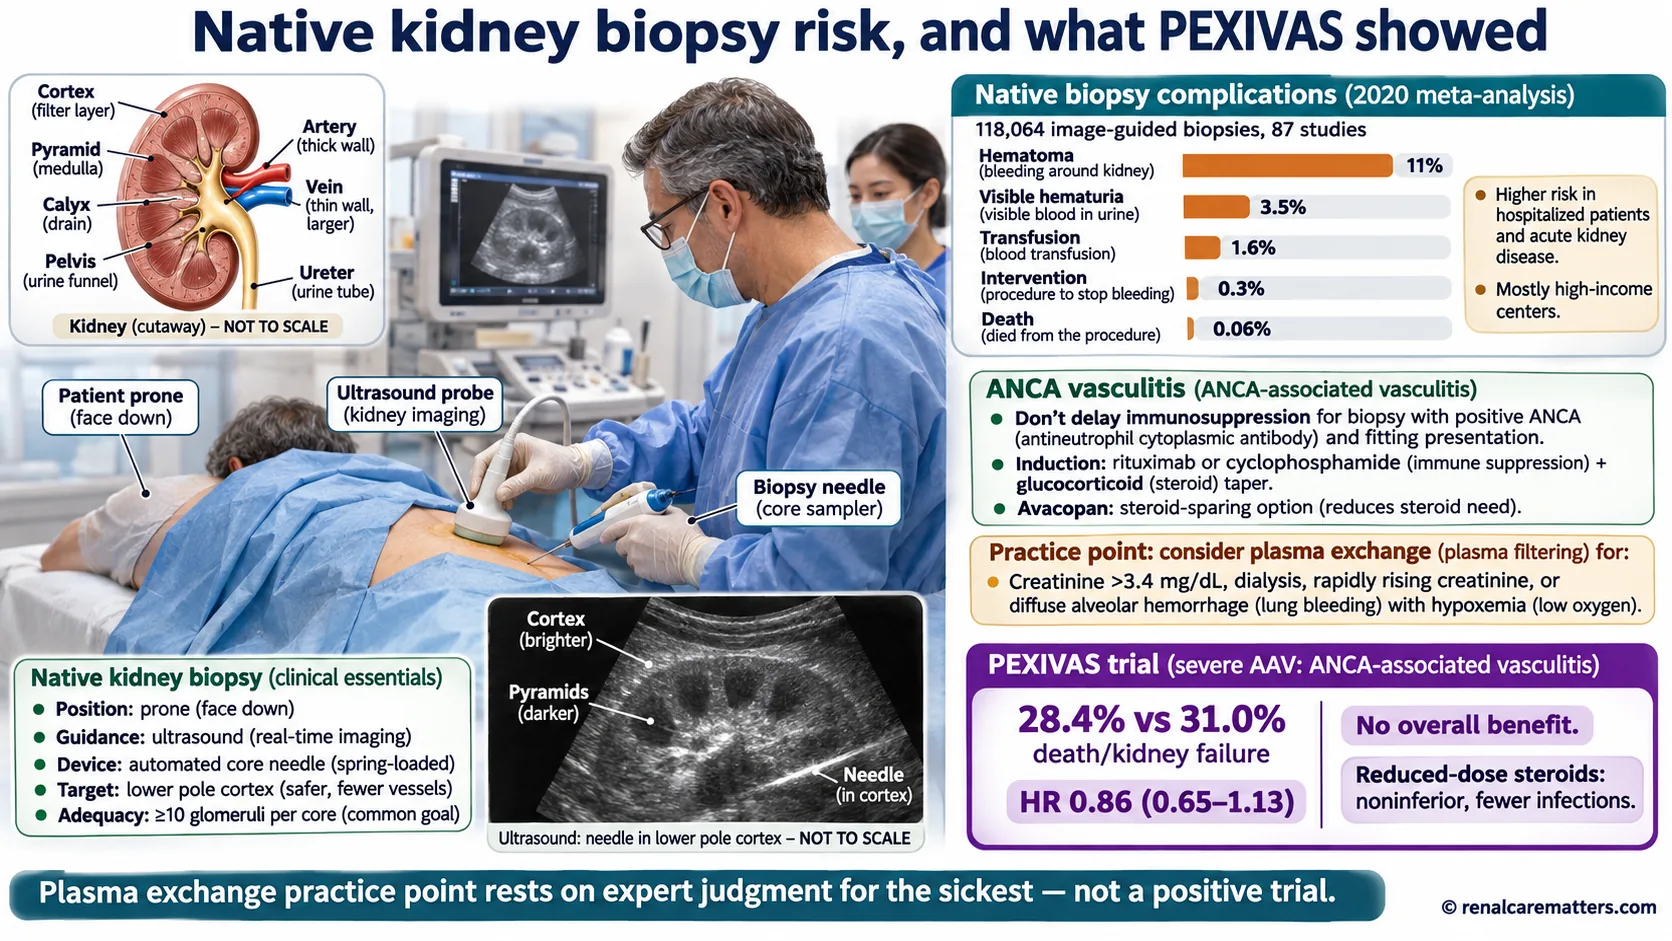 Native kidney biopsy risk, and what PEXIVAS showed
Cortex
(filter layer)
Pyramid
(medulla)
Calyx
(drain)
Pelvis
(urine funnel)
Artery
(thick wall)
Vein
(thin wall,
larger)
Ureter
(urine tube)
Kidney (cutaway) – NOT TO SCALE
Patient prone
(face down)
Ultrasound probe
(kidney imaging)
Biopsy needle
(core sampler)
Native kidney biopsy (clinical essentials)
• Position: prone (face down)
• Guidance: ultrasound (real-time imaging)
• Device: automated core needle (spring-loaded)
• Target: lower pole cortex (safer, fewer vessels)
• Adequacy: ≥10 glomeruli per core (common goal)
Cortex
(brighter)
Pyramids
(darker)
Needle
(in cortex)
Ultrasound: needle in lower pole cortex – NOT TO SCALE
Native biopsy complications (2020 meta-analysis)
118,064 image-guided biopsies, 87 studies
Hematoma
(bleeding around kidney)
11%
Visible hematuria
(visible blood in urine)
3.5%
Transfusion
(blood transfusion)
1.6%
Intervention
(procedure to stop bleeding)
0.3%
Death
(died from the procedure)
0.06%
• Higher risk in
hospitalized patients
and acute kidney
disease.
• Mostly high-income
centers.
ANCA vasculitis (ANCA-associated vasculitis)
• Don't delay immunosuppression for biopsy with positive ANCA
(antineutrophil cytoplasmic antibody) and fitting presentation.
• Induction: rituximab or cyclophosphamide (immune suppression) +
glucocorticoid (steroid) taper.
• Avacopan: steroid-sparing option (reduces steroid need).
Practice point: consider plasma exchange (plasma filtering) for:
• Creatinine >3.4 mg/dL, dialysis, rapidly rising creatinine, or
diffuse alveolar hemorrhage (lung bleeding) with hypoxemia (low oxygen).
PEXIVAS trial (severe AAV: ANCA-associated vasculitis)
28.4% vs 31.0%
death/kidney failure
HR 0.86 (0.65–1.13)
No overall benefit.
Reduced-dose steroids:
noninferior, fewer infections.
Plasma exchange practice point rests on expert judgment for the sickest — not a positive trial.
© renalcarematters.com